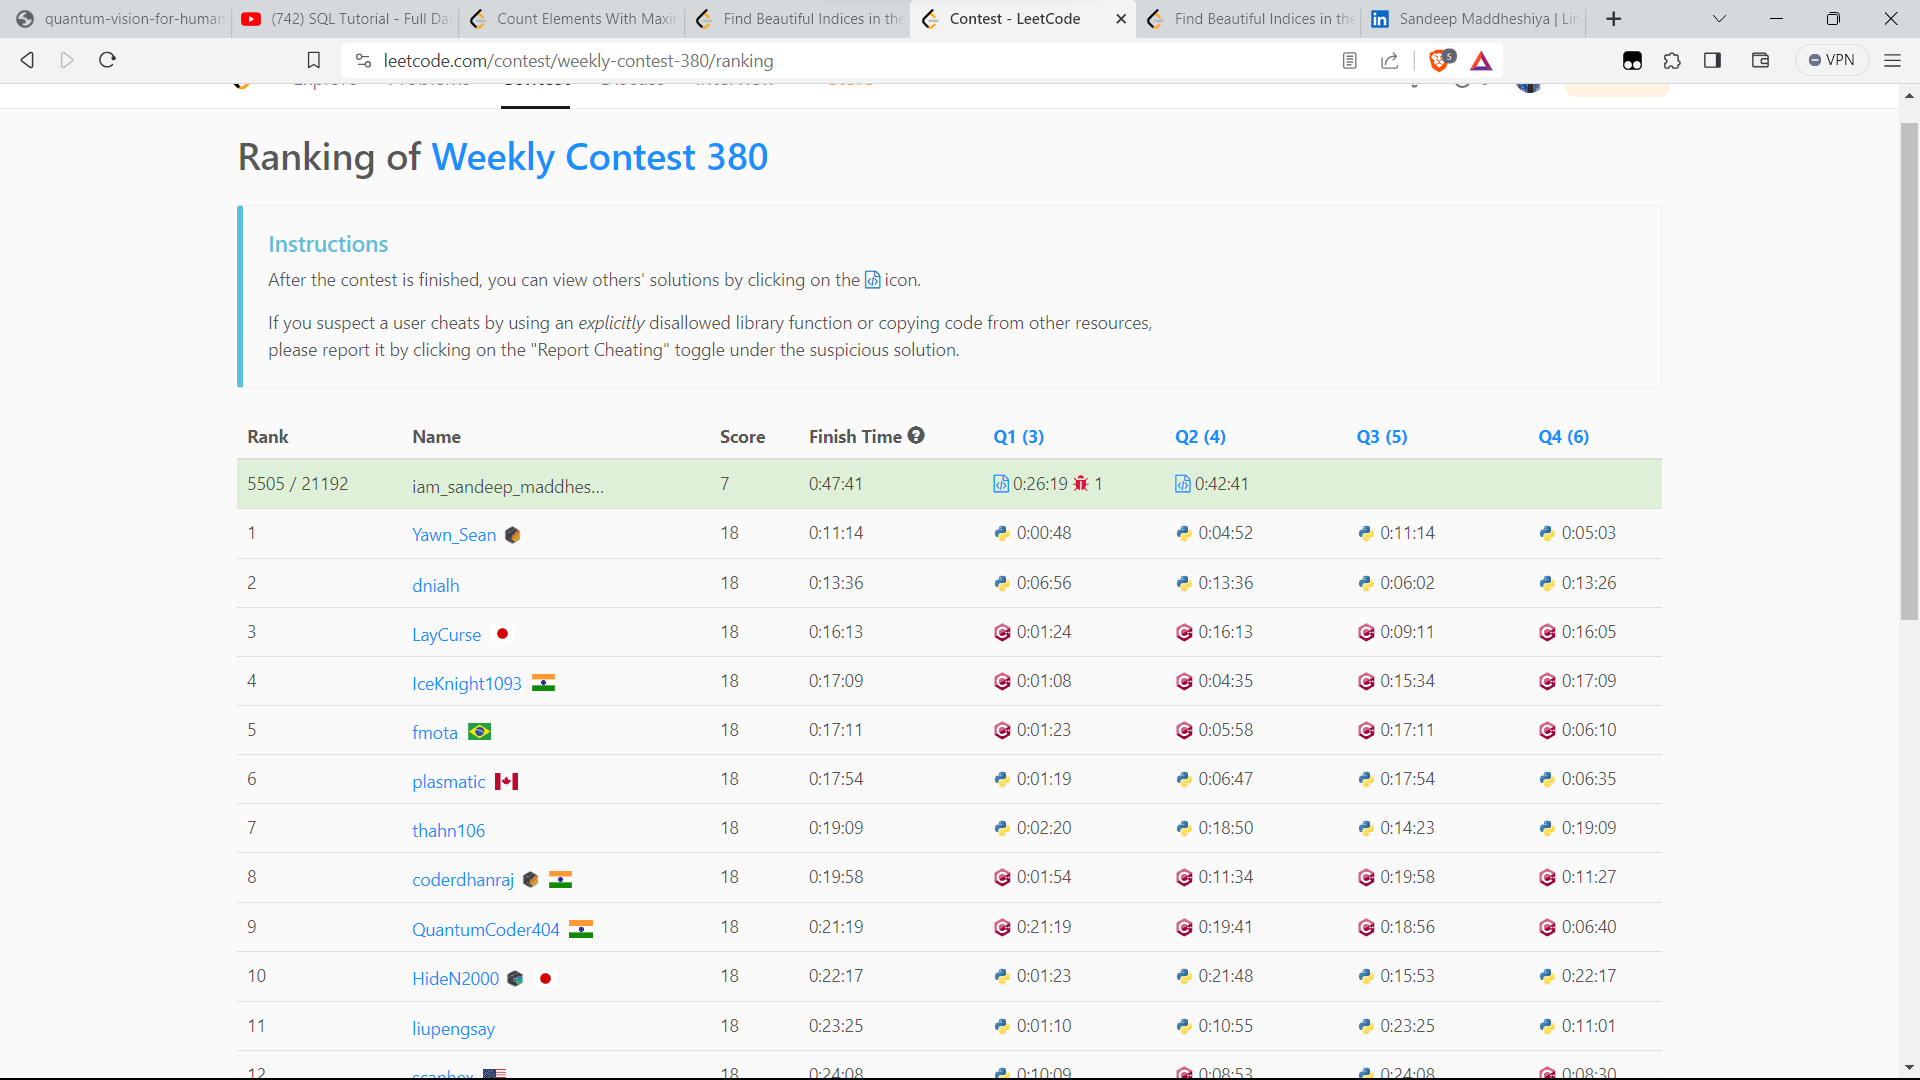 quantum-vision-for-human
(742) SQL Tutorial - Full Da
Count Elements With Maxim
Find Beautiful Indices in the
Contest - LeetCode
Find Beautiful Indices in the
Sandeep Maddheshiya | Lin
leetcode.com/contest/weekly-contest-380/ranking
5
VPN
Explore Problems Contest Discuss Interview Store
Ranking of Weekly Contest 380
Instructions
After the contest is finished, you can view others' solutions by clicking on the icon.
If you suspect a user cheats by using an explicitly disallowed library function or copying code from other resources,
please report it by clicking on the "Report Cheating" toggle under the suspicious solution.
Rank Name Score Finish Time Q1 (3) Q2 (4) Q3 (5) Q4 (6)
5505 / 21192 iam_sandeep_maddhes... 7 0:47:41 0:26:19 1 0:42:41
1 Yawn_Sean 18 0:11:14 0:00:48 0:04:52 0:11:14 0:05:03
2 dnialh 18 0:13:36 0:06:56 0:13:36 0:06:02 0:13:26
3 LayCurse 18 0:16:13 0:01:24 0:16:13 0:09:11 0:16:05
4 IceKnight1093 18 0:17:09 0:01:08 0:04:35 0:15:34 0:17:09
5 fmota 18 0:17:11 0:01:23 0:05:58 0:17:11 0:06:10
6 plasmatic 18 0:17:54 0:01:19 0:06:47 0:17:54 0:06:35
7 thahn106 18 0:19:09 0:02:20 0:18:50 0:14:23 0:19:09
8 coderdhanraj 18 0:19:58 0:01:54 0:11:34 0:19:58 0:11:27
9 QuantumCoder404 18 0:21:19 0:21:19 0:19:41 0:18:56 0:06:40
10 HideN2000 18 0:22:17 0:01:23 0:21:48 0:15:53 0:22:17
11 liupengsay 18 0:23:25 0:01:10 0:10:55 0:23:25 0:11:01
12 18 0:24:08 0:10:09 0:08:53 0:24:08 0:08:30